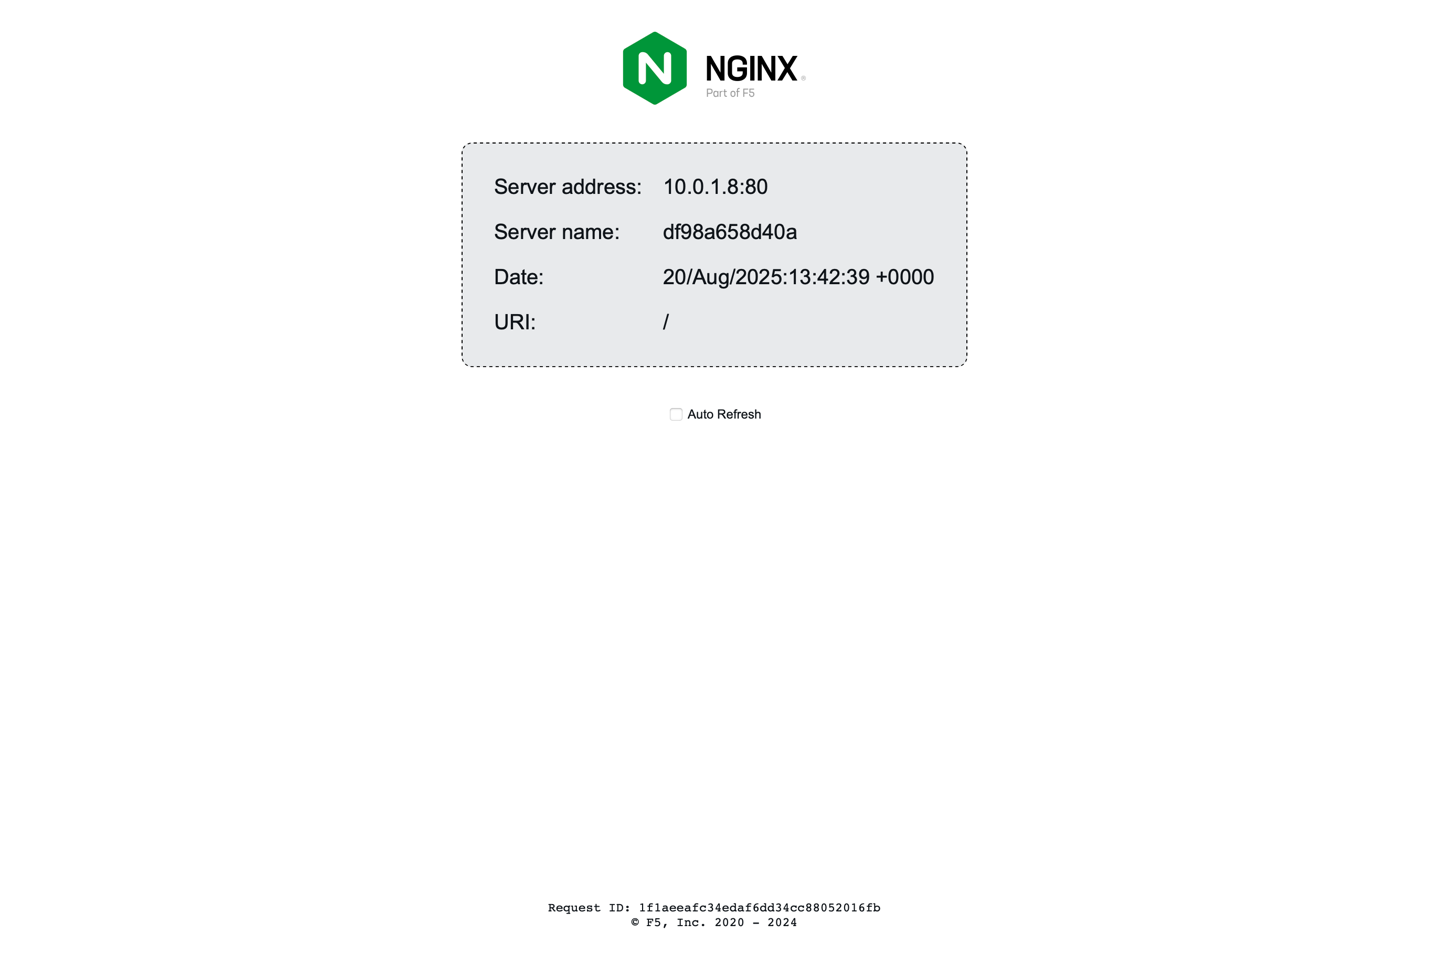 NGINX®
Part of F5
Server address: 10.0.1.8:80
Server name: df98a658d40a
Date: 20/Aug/2025:13:42:39 +0000
URI: /
Auto Refresh
Request ID: 1f1aeeafc34edaf6dd34cc88052016fb
© F5, Inc. 2020 - 2024